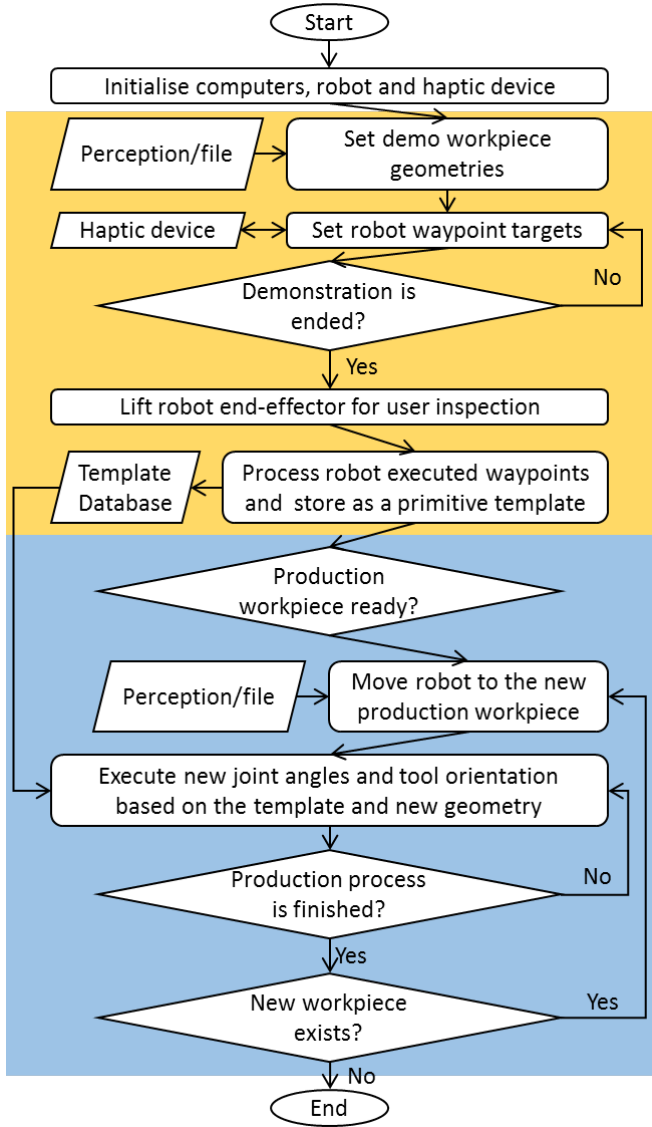 Start
Initialise computers, robot and haptic device
Perception/file
Set demo workpiece
geometries
Haptic device
Set robot waypoint targets
No
Demonstration is
ended?
Yes
Lift robot end-effector for user inspection
Template
Database
Process robot executed waypoints
and store as a primitive template
Production
workpiece ready?
Perception/file
Move robot to the new
production workpiece
Execute new joint angles and tool orientation
based on the template and new geometry
Production process
is finished?
No
Yes
New workpiece
exists?
Yes
No
End